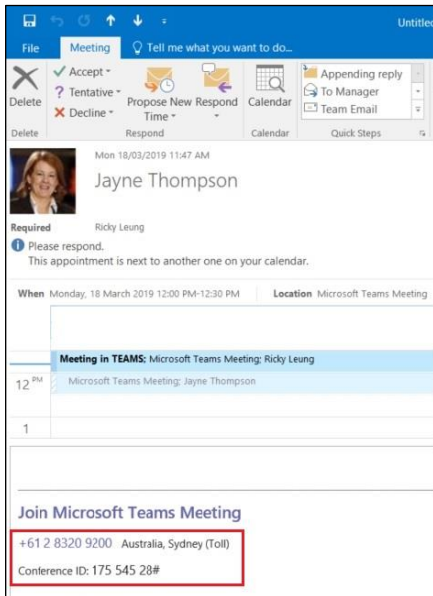 Untitled
File Meeting Tell me what you want to do...
Delete
Accept
Tentative
Decline
Propose New Time
Respond
Calendar
Appending reply
To Manager
Team Email
Delete Respond Calendar Quick Steps
Mon 18/03/2019 11:47 AM
Jayne Thompson
Required Ricky Leung
Please respond.
This appointment is next to another one on your calendar.
When Monday, 18 March 2019 12:00 PM-12:30 PM Location Microsoft Teams Meeting
Meeting in TEAMS; Microsoft Teams Meeting; Ricky Leung
12 PM Microsoft Teams Meeting; Jayne Thompson
1
Join Microsoft Teams Meeting
+61 2 8320 9200 Australia, Sydney (Toll)
Conference ID: 175 545 28#